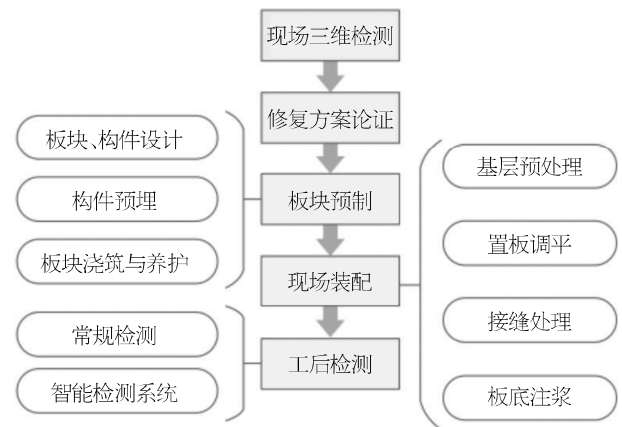 现场三维检测
修复方案论证
板块预制
现场装配
工后检测
板块、构件设计
构件预埋
板块浇筑与养护
常规检测
智能检测系统
基层预处理
置板调平
接缝处理
板底注浆